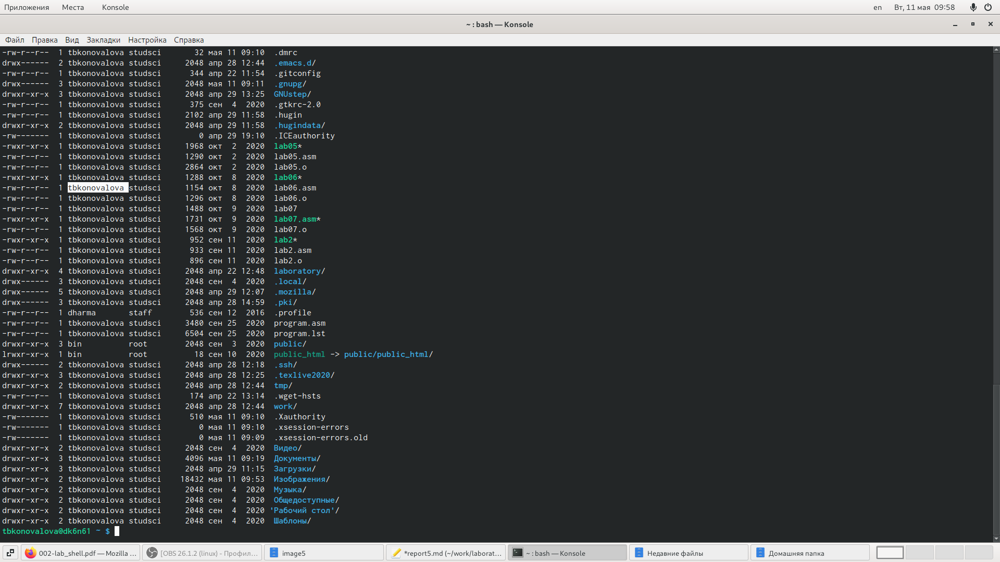 Приложения Места Konsole en Вт, 11 мая 09:58
~ : bash — Konsole
Файл Правка Вид Закладки Настройка Справка
-rw-r--r-- 1 tbkonovalova studsci 32 мая 11 09:10 .dmrc
drwx------ 2 tbkonovalova studsci 2048 апр 28 12:44 .emacs.d/
-rw-r--r-- 1 tbkonovalova studsci 344 апр 22 11:54 .gitconfig
drwx------ 3 tbkonovalova studsci 2048 мая 11 09:11 .gnupg/
drwxr-xr-x 3 tbkonovalova studsci 2048 апр 29 13:25 GNUstep/
-rw-r--r-- 1 tbkonovalova studsci 375 сен 4 2020 .gtkrc-2.0
-rw-r--r-- 1 tbkonovalova studsci 2102 апр 29 11:58 .hugin
drwxr-xr-x 2 tbkonovalova studsci 2048 апр 29 11:58 .hugindata/
-rw------- 1 tbkonovalova studsci 0 апр 29 19:10 .ICEauthority
-rwxr-xr-x 1 tbkonovalova studsci 1968 окт 2 2020 lab05*
-rw-r--r-- 1 tbkonovalova studsci 1290 окт 2 2020 lab05.asm
-rw-r--r-- 1 tbkonovalova studsci 2864 окт 2 2020 lab05.o
-rwxr-xr-x 1 tbkonovalova studsci 1288 окт 8 2020 lab06*
-rw-r--r-- 1 tbkonovalova studsci 1154 окт 8 2020 lab06.asm
-rw-r--r-- 1 tbkonovalova studsci 1296 окт 8 2020 lab06.o
-rw-r--r-- 1 tbkonovalova studsci 1488 окт 9 2020 lab07
-rwxr-xr-x 1 tbkonovalova studsci 1731 окт 9 2020 lab07.asm*
-rw-r--r-- 1 tbkonovalova studsci 1568 окт 9 2020 lab07.o
-rwxr-xr-x 1 tbkonovalova studsci 952 сен 11 2020 lab2*
-rw-r--r-- 1 tbkonovalova studsci 933 сен 11 2020 lab2.asm
-rw-r--r-- 1 tbkonovalova studsci 896 сен 11 2020 lab2.o
drwxr-xr-x 4 tbkonovalova studsci 2048 апр 22 12:48 laboratory/
drwx------ 3 tbkonovalova studsci 2048 сен 4 2020 .local/
drwx------ 5 tbkonovalova studsci 2048 апр 29 12:07 .mozilla/
drwx------ 3 tbkonovalova studsci 2048 апр 28 14:59 .pki/
-rw-r--r-- 1 dharma staff 536 сен 12 2016 .profile
-rw-r--r-- 1 tbkonovalova studsci 3480 сен 25 2020 program.asm
-rw-r--r-- 1 tbkonovalova studsci 6504 сен 25 2020 program.lst
drwxr-xr-x 3 bin root 2048 сен 3 2020 public/
lrwxr-xr-x 1 bin root 18 сен 10 2020 public_html -> public/public_html/
drwx------ 2 tbkonovalova studsci 2048 апр 28 12:18 .ssh/
drwxr-xr-x 3 tbkonovalova studsci 2048 апр 28 12:25 .texlive2020/
drwxr-xr-x 2 tbkonovalova studsci 2048 апр 28 12:44 tmp/
-rw-r--r-- 1 tbkonovalova studsci 174 апр 22 13:14 .wget-hsts
drwxr-xr-x 7 tbkonovalova studsci 2048 апр 28 12:44 work/
-rw------- 1 tbkonovalova studsci 510 мая 11 09:10 .Xauthority
-rw------- 1 tbkonovalova studsci 0 мая 11 09:10 .xsession-errors
-rw------- 1 tbkonovalova studsci 0 мая 11 09:09 .xsession-errors.old
drwxr-xr-x 2 tbkonovalova studsci 2048 сен 4 2020 Видео/
drwxr-xr-x 3 tbkonovalova studsci 4096 мая 11 09:19 Документы/
drwxr-xr-x 3 tbkonovalova studsci 2048 апр 29 11:15 Загрузки/
drwxr-xr-x 2 tbkonovalova studsci 18432 мая 11 09:53 Изображения/
drwxr-xr-x 2 tbkonovalova studsci 2048 сен 4 2020 Музыка/
drwxr-xr-x 2 tbkonovalova studsci 2048 сен 4 2020 Общедоступные/
drwxr-xr-x 2 tbkonovalova studsci 2048 сен 4 2020 'Рабочий стол'/
drwxr-xr-x 2 tbkonovalova studsci 2048 сен 4 2020 Шаблоны/
tbkonovalova@dk6n61 ~ $
002-lab_shell.pdf — Mozilla ... [OBS 26.1.2 (linux) - Профил... image5 *report5.md (~/work/laborat... ~ : bash — Konsole Недавние файлы Домашняя папка